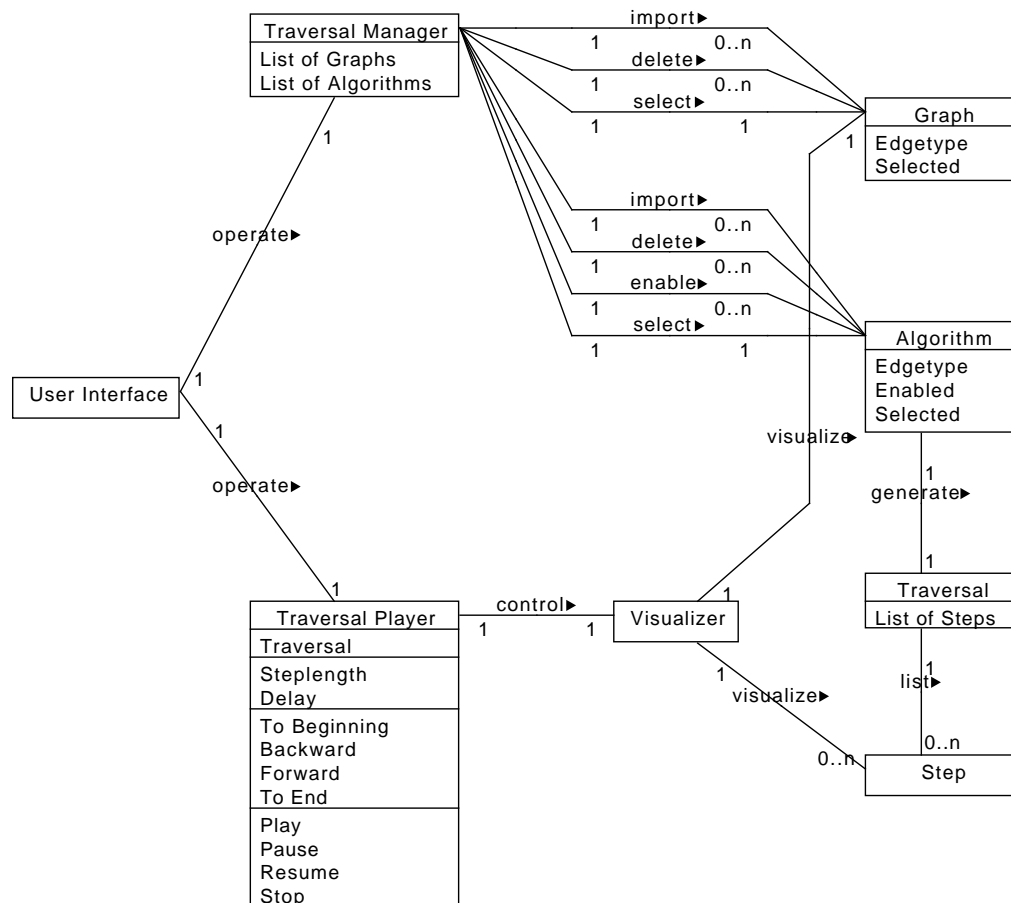 import▶
Traversal Manager
1
0..n
List of Graphs
delete▶
List of Algorithms
1
0..n
select▶
Graph
1
1
1
1
Edgetype
Selected
import▶
1
0..n
operate▶
delete▶
1
0..n
enable▶
1
0..n
select▶
Algorithm
1
1
Edgetype
1
User Interface
Enabled
Selected
1
visualize▶
1
operate▶
generate▶
1
1
1
Traversal
control▶
Traversal Player
Visualizer
List of Steps
1
1
Traversal
1
1
Steplength
list▶
visualize▶
Delay
To Beginning
0..n
Backward
0..n
Forward
Step
To End
Play
Pause
Resume
Stop